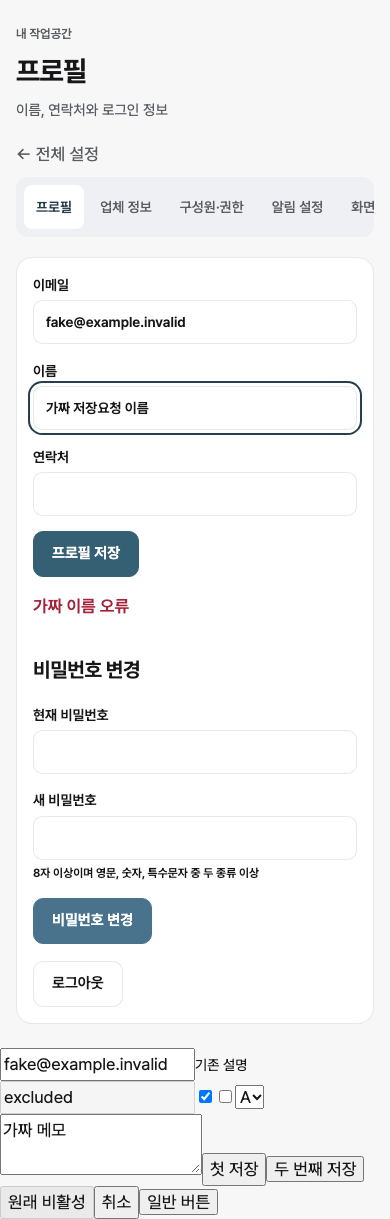 내 작업공간
프로필
이름, 연락처와 로그인 정보
← 전체 설정
프로필 업체 정보 구성원·권한 알림 설정 화면
이메일
fake@example.invalid
이름
가짜 저장요청 이름
연락처
프로필 저장
가짜 이름 오류
비밀번호 변경
현재 비밀번호
새 비밀번호
8자 이상이며 영문, 숫자, 특수문자 중 두 종류 이상
비밀번호 변경
로그아웃
fake@example.invalid 기존 설명
excluded A
가짜 메모
첫 저장 두 번째 저장
원래 비활성 취소 일반 버튼